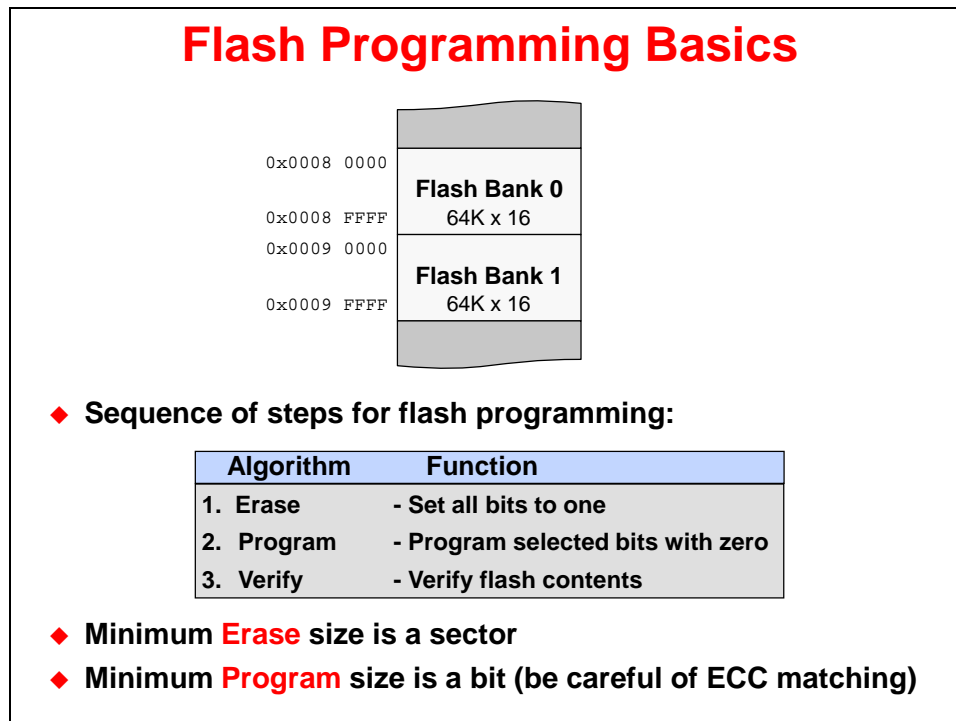 Flash Programming Basics
0x0008 0000
Flash Bank 0
0x0008 FFFF
64K x 16
0x0009 0000
Flash Bank 1
0x0009 FFFF
64K x 16
◆ Sequence of steps for flash programming:
Algorithm Function
1. Erase - Set all bits to one
2. Program - Program selected bits with zero
3. Verify - Verify flash contents
◆ Minimum Erase size is a sector
◆ Minimum Program size is a bit (be careful of ECC matching)